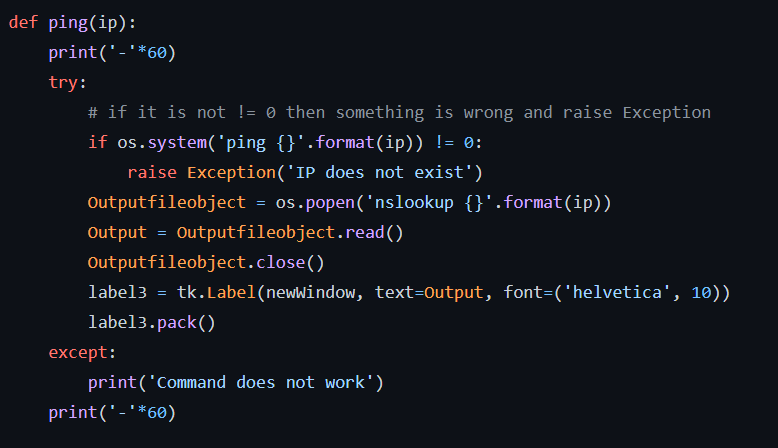 def ping(ip):
    print('-'*60)
    try:
        # if it is not != 0 then something is wrong and raise Exception
        if os.system('ping {}'.format(ip)) != 0:
            raise Exception('IP does not exist')
        Outputfileobject = os.popen('nslookup {}'.format(ip))
        Output = Outputfileobject.read()
        Outputfileobject.close()
        label3 = tk.Label(newWindow, text=Output, font=('helvetica', 10))
        label3.pack()
    except:
        print('Command does not work')
    print('-'*60)